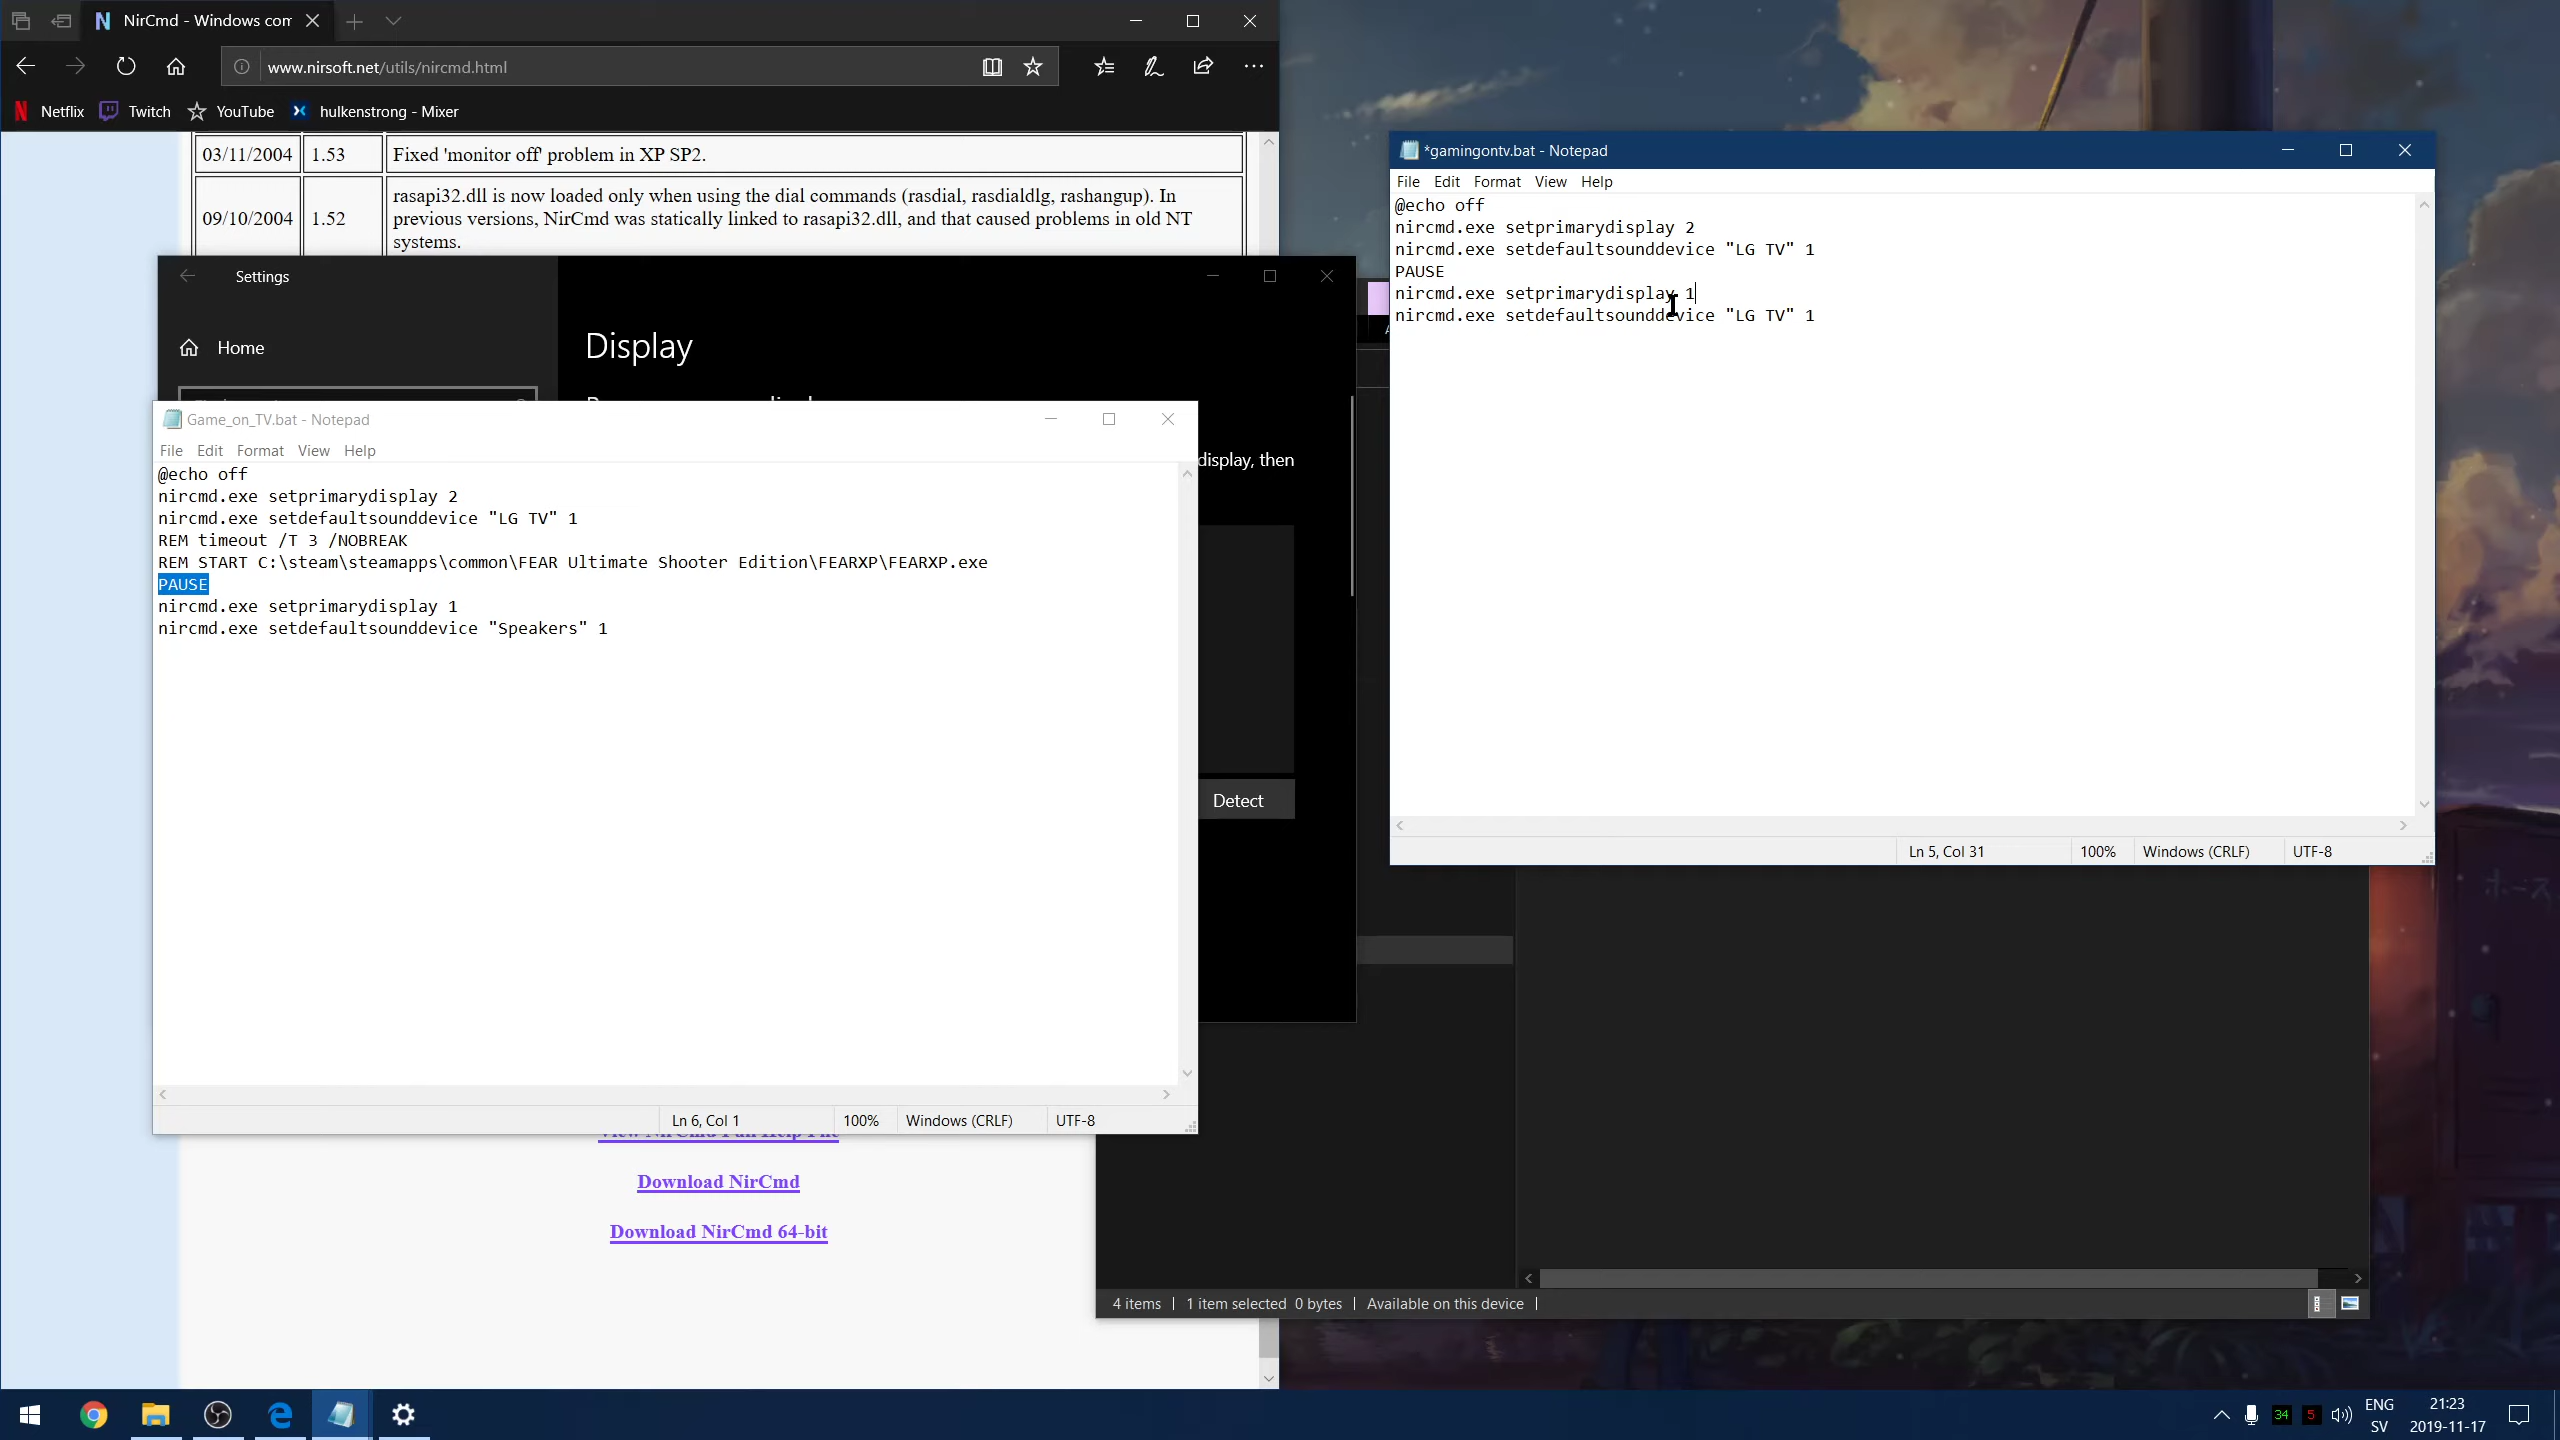 NirCmd - Windows com
www.nirsoft.net/utils/nircmd.html
Netflix Twitch YouTube hulkenstrong - Mixer
03/11/2004 1.53 Fixed 'monitor off' problem in XP SP2.
09/10/2004 1.52 rasapi32.dll is now loaded only when using the dial commands (rasdial, rasdialdlg, rashangup). In
previous versions, NirCmd was statically linked to rasapi32.dll, and that caused problems in old NT
systems.
Settings
Home
Display
display, then
Detect
Game_on_TV.bat - Notepad
File Edit Format View Help
@echo off
nircmd.exe setprimarydisplay 2
nircmd.exe setdefaultsounddevice "LG TV" 1
REM timeout /T 3 /NOBREAK
REM START C:\steam\steamapps\common\FEAR Ultimate Shooter Edition\FEARXP\FEARXP.exe
PAUSE
nircmd.exe setprimarydisplay 1
nircmd.exe setdefaultsounddevice "Speakers" 1
Ln 6, Col 1 100% Windows (CRLF) UTF-8
View NirCmd Full Help File
Download NirCmd
Download NirCmd 64-bit
*gamingontv.bat - Notepad
File Edit Format View Help
@echo off
nircmd.exe setprimarydisplay 2
nircmd.exe setdefaultsounddevice "LG TV" 1
PAUSE
nircmd.exe setprimarydisplay 1
nircmd.exe setdefaultsounddevice "LG TV" 1
Ln 5, Col 31 100% Windows (CRLF) UTF-8
4 items 1 item selected 0 bytes Available on this device
34 5 ENG 21:23
SV 2019-11-17